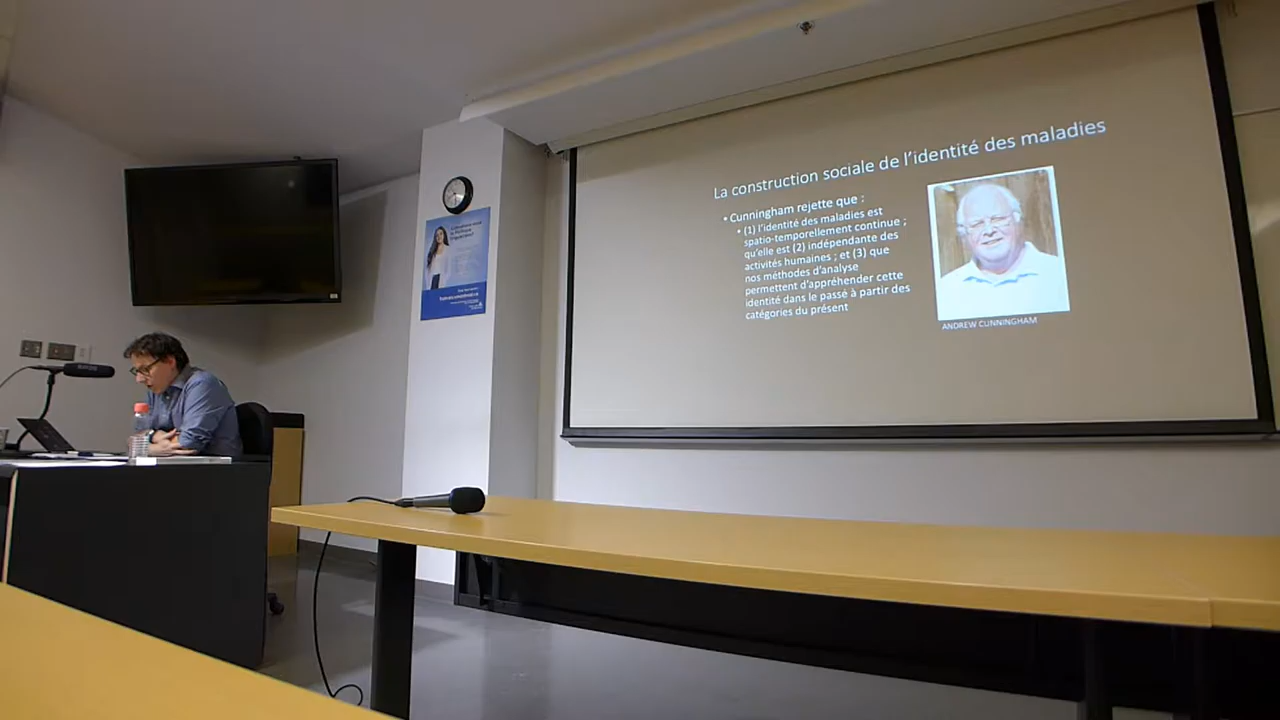 La construction sociale de l'identité des maladies
• Cunningham rejette que :
• (1) l'identité des maladies est
spatio-temporellement continue ;
qu'elle est (2) indépendante des
activités humaines ; et (3) que
nos méthodes d'analyse
permettent d'appréhender cette
identité dans le passé à partir des
catégories du présent
ANDREW CUNNINGHAM